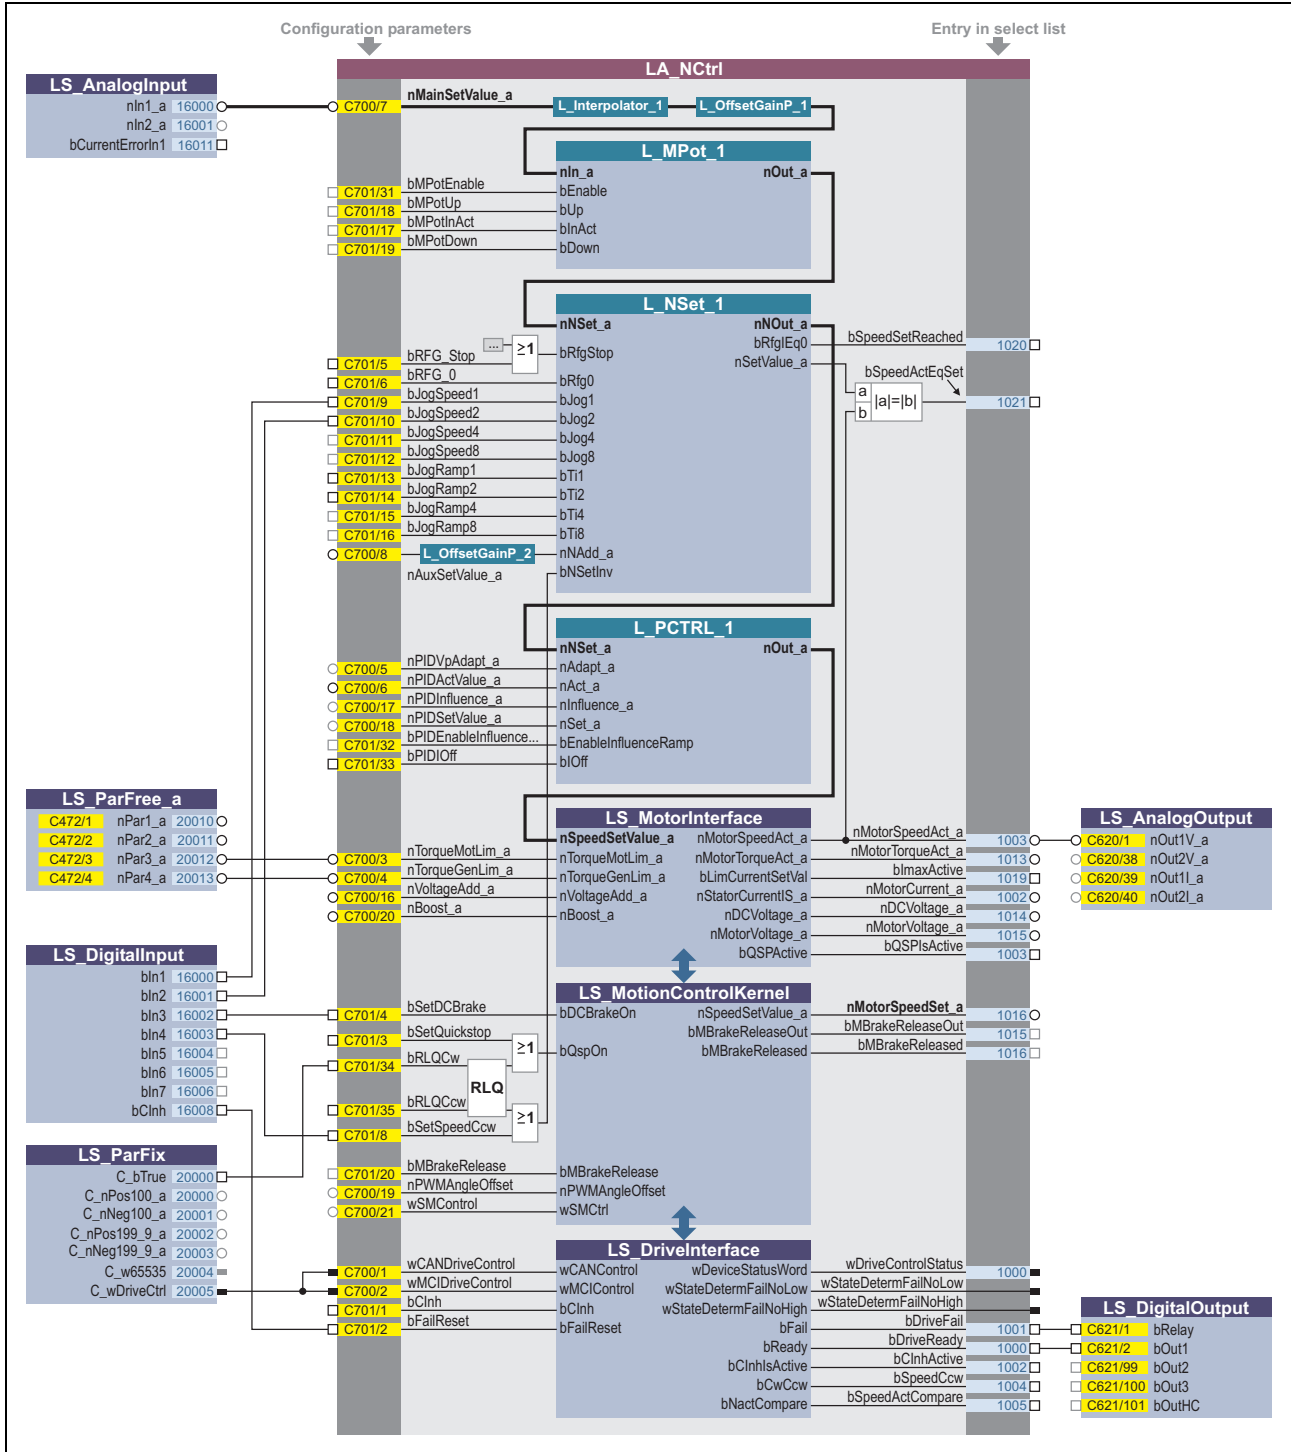 Configuration parameters
Entry in select list
LA_NCtrl
LS_AnalogInput
nIn1_a 16000
nIn2_a 16001
bCurrentErrorIn1 16011
C700/7 nMainSetValue_a
L_Interpolator_1 L_OffsetGainP_1
L_MPot_1
nIn_a nOut_a
C701/31 bMPotEnable bEnable
C701/18 bMPotUp bUp
C701/17 bMPotInAct bInAct
C701/19 bMPotDown bDown
L_NSet_1
nNSet_a nNOut_a
... ≥1 bRfgStop
bRfgIEq0 bSpeedSetReached 1020
nSetValue_a
C701/5 bRFG_Stop
C701/6 bRFG_0 bRfg0
bSpeedActEqSet
a |a|=|b| 1021
b
C701/9 bJogSpeed1 bJog1
C701/10 bJogSpeed2 bJog2
C701/11 bJogSpeed4 bJog4
C701/12 bJogSpeed8 bJog8
C701/13 bJogRamp1 bTi1
C701/14 bJogRamp2 bTi2
C701/15 bJogRamp4 bTi4
C701/16 bJogRamp8 bTi8
C700/8 L_OffsetGainP_2 nNAdd_a
nAuxSetValue_a bNSetInv
L_PCTRL_1
nNSet_a nOut_a
C700/5 nPIDVpAdapt_a nAdapt_a
C700/6 nPIDActValue_a nAct_a
C700/17 nPIDInfluence_a nInfluence_a
C700/18 nPIDSetValue_a nSet_a
C701/32 bPIDEnableInfluence... bEnableInfluenceRamp
C701/33 bPIDIOff bIOff
LS_ParFree_a
C472/1 nPar1_a 20010
C472/2 nPar2_a 20011
C472/3 nPar3_a 20012
C472/4 nPar4_a 20013
LS_MotorInterface
nSpeedSetValue_a nMotorSpeedAct_a nMotorSpeedAct_a 1003
C700/3 nTorqueMotLim_a nTorqueMotLim_a nMotorTorqueAct_a nMotorTorqueAct_a 1013
C700/4 nTorqueGenLim_a nTorqueGenLim_a bLimCurrentSetVal bImaxActive 1019
C700/16 nVoltageAdd_a nVoltageAdd_a nStatorCurrentIS_a nMotorCurrent_a 1002
C700/20 nBoost_a nBoost_a nDCVoltage_a nDCVoltage_a 1014
nMotorVoltage_a nMotorVoltage_a 1015
bQSPActive bQSPIsActive 1003
LS_AnalogOutput
C620/1 nOut1V_a
C620/38 nOut2V_a
C620/39 nOut1I_a
C620/40 nOut2I_a
LS_DigitalInput
bIn1 16000
bIn2 16001
bIn3 16002
bIn4 16003
bIn5 16004
bIn6 16005
bIn7 16006
bCInh 16008
LS_MotionControlKernel
C701/4 bSetDCBrake bDCBrakeOn nSpeedSetValue_a nMotorSpeedSet_a 1016
C701/3 bSetQuickstop bMBrakeReleaseOut bMBrakeReleaseOut 1015
≥1 bQspOn bMBrakeReleased bMBrakeReleased 1016
C701/34 bRLQCw
RLQ
C701/35 bRLQCcw
≥1
C701/8 bSetSpeedCcw
C701/20 bMBrakeRelease bMBrakeRelease
C700/19 nPWMAngleOffset nPWMAngleOffset
C700/21 wSMControl wSMCtrl
LS_ParFix
C_bTrue 20000
C_nPos100_a 20000
C_nNeg100_a 20001
C_nPos199_9_a 20002
C_nNeg199_9_a 20003
C_w65535 20004
C_wDriveCtrl 20005
LS_DriveInterface
C700/1 wCANDriveControl wCANControl wDeviceStatusWord wDriveControlStatus 1000
C700/2 wMCIDriveControl wMCIControl wStateDetermFailNoLow wStateDetermFailNoLow
C701/1 bCInh bCInh wStateDetermFailNoHigh wStateDetermFailNoHigh
C701/2 bFailReset bFailReset bFail bDriveFail 1001
bReady bDriveReady 1000
bCInhIsActive bCInhActive 1002
bCwCcw bSpeedCcw 1004
bNactCompare bSpeedActCompare 1005
LS_DigitalOutput
C621/1 bRelay
C621/2 bOut1
C621/99 bOut2
C621/100 bOut3
C621/101 bOutHC